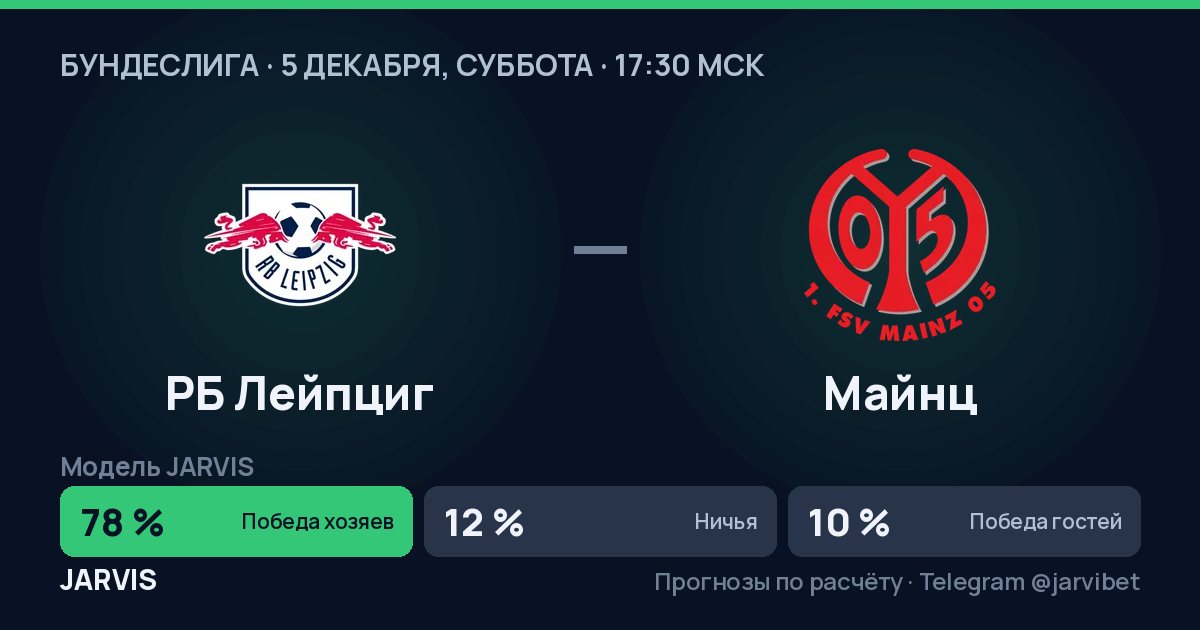 БУНДЕСЛИГА · 5 ДЕКАБРЯ, СУББОТА · 17:30 МСК
RB LEIPZIG
05
1. FSV MAINZ 05
—
РБ Лейпциг
Майнц
Модель JARVIS
78 % Победа хозяев
12 % Ничья
10 % Победа гостей
JARVIS
Прогнозы по расчёту · Telegram @jarvibet